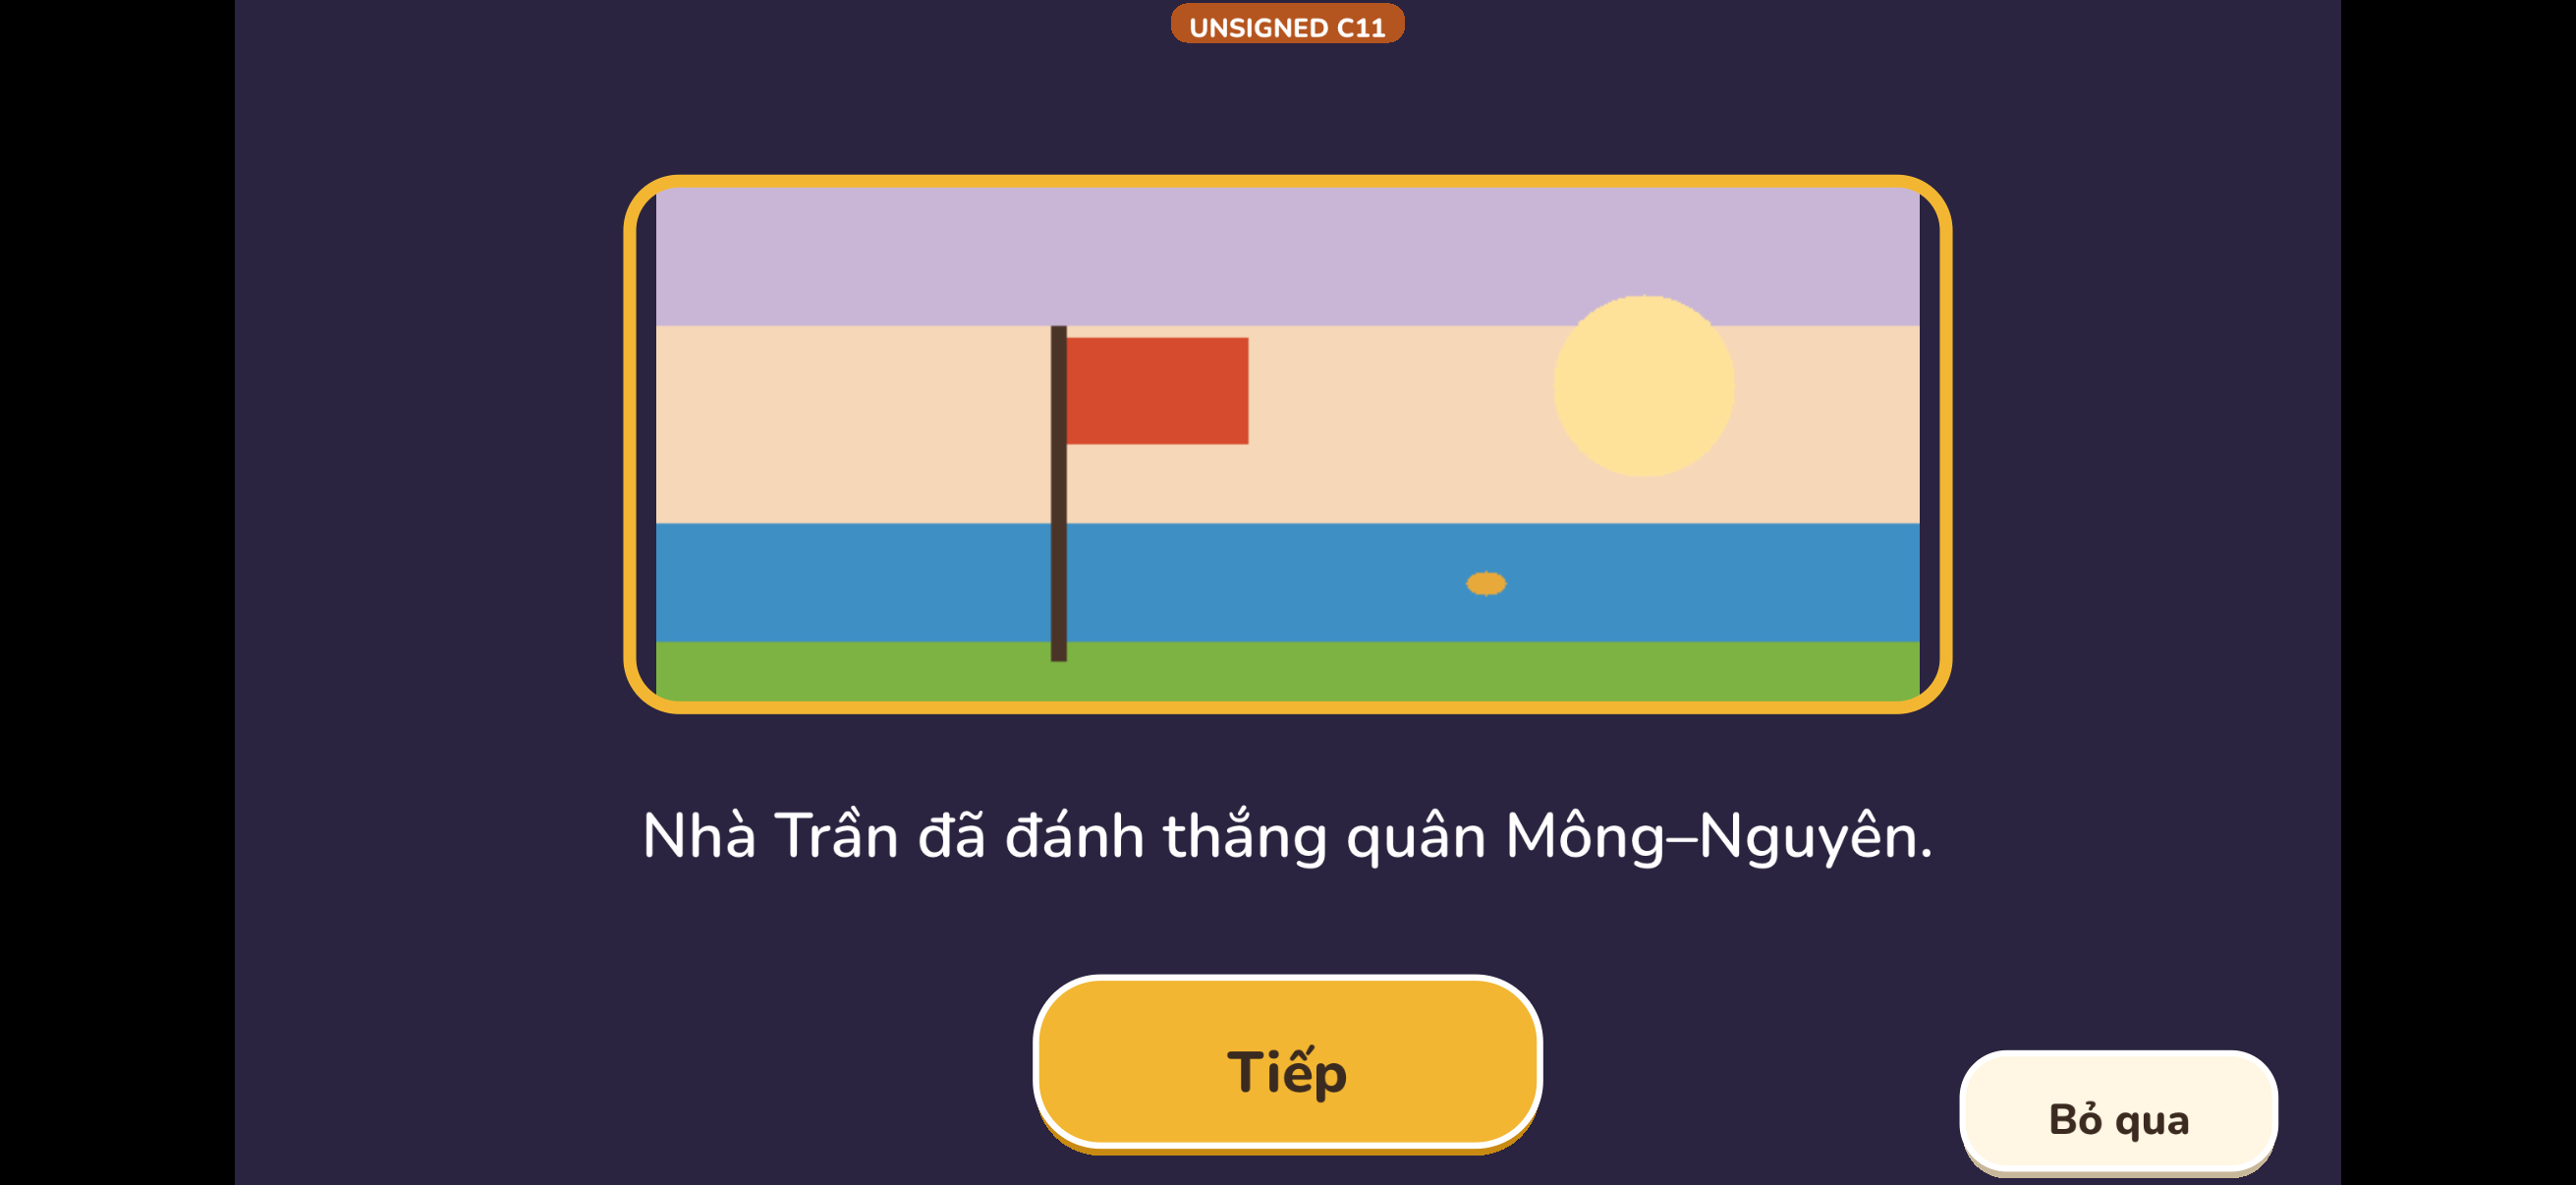 UNSIGNED C11
Nhà Trần đã đánh thắng quân Mông–Nguyên.
Tiếp
Bỏ qua